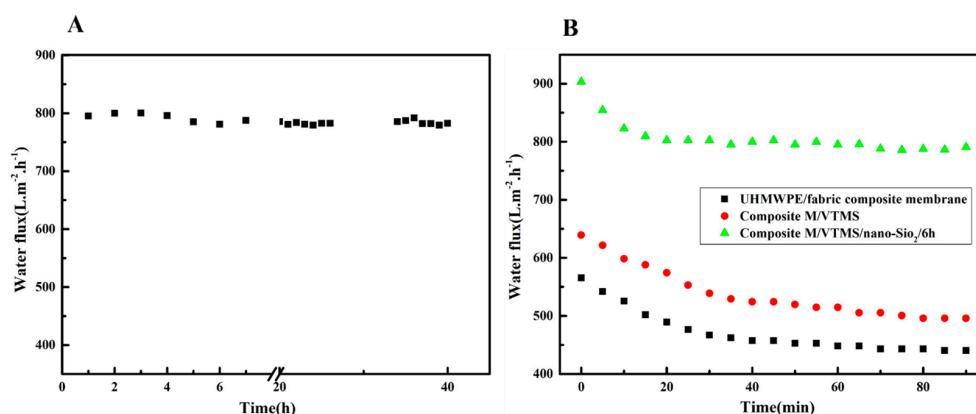 A
900
800
700
600
500
400
Water flux(L.m⁻².h⁻¹)
0 2 4 6 20 40
Time(h)
B
900
800
700
600
500
400
Water flux(L.m⁻².h⁻¹)
UHMWPE/fabric composite membrane
Composite M/VTMS
Composite M/VTMS/nano-Sio₂/6h
0 20 40 60 80
Time(min)